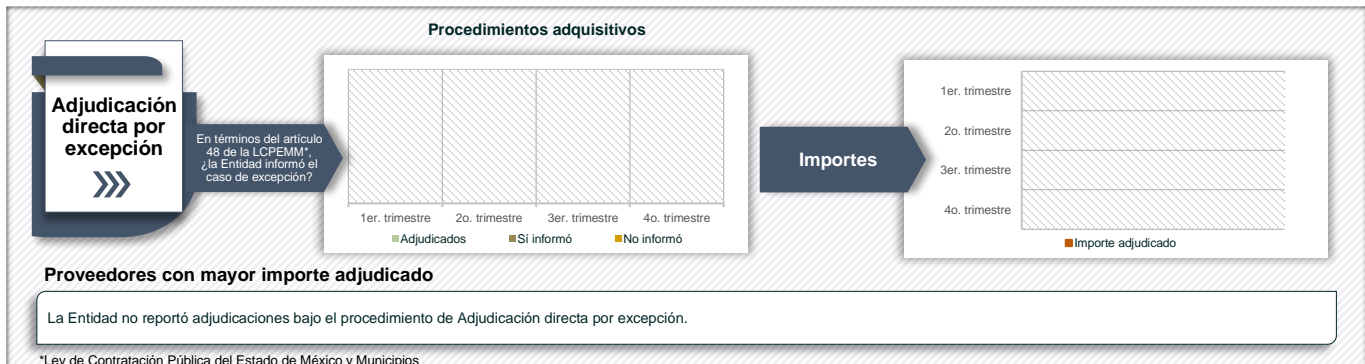 Procedimientos adquisitivos
Adjudicación
directa por
excepción
En términos del artículo
48 de la LCPEMM*,
¿la Entidad informó el
caso de excepción?
1er. trimestre
2o. trimestre
3er. trimestre
4o. trimestre
Adjudicados
Sí informó
No informó
Importes
1er. trimestre
2o. trimestre
3er. trimestre
4o. trimestre
Importe adjudicado
Proveedores con mayor importe adjudicado
La Entidad no reportó adjudicaciones bajo el procedimiento de Adjudicación directa por excepción.
*Ley de Contratación Pública del Estado de México y Municipios